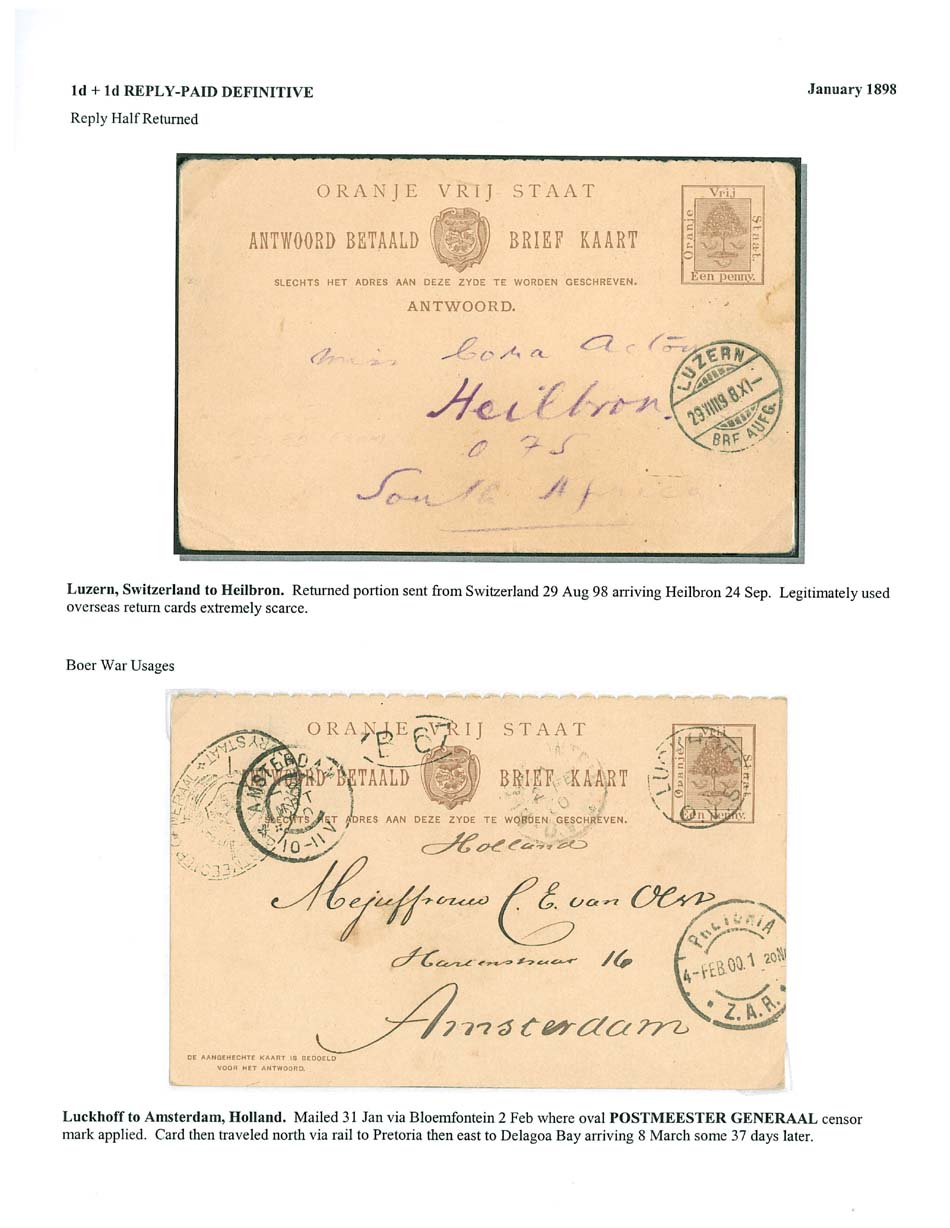 1d + 1d REPLY-PAID DEFINITIVE
January 1898
Reply Half Returned
ORANJE VRIJ STAAT
ANTWOORD BETAALD BRIEF KAART
SLECHTS HET ADRES AAN DEZE ZYDE TE WORDEN GESCHREVEN.
ANTWOORD.
Vrij
Oranje
Staat.
Een penny.
Miss Cora Acton
Heilbron.
South Africa
LUZERN
29.VIII98.XI–
BRF. AUFG.
Luzern, Switzerland to Heilbron. Returned portion sent from Switzerland 29 Aug 98 arriving Heilbron 24 Sep. Legitimately used
overseas return cards extremely scarce.
Boer War Usages
ORANJE VRIJ STAAT
B 67
ANTWOORD BETAALD BRIEF KAART
SLECHTS HET ADRES AAN DEZE ZYDE TE WORDEN GESCHREVEN.
Vrij
Oranje
Staat.
Een penny.
AMSTERDAM
10-11 V
Holland
Mejuffrouw C. E. van Olst
16
Amsterdam
PRETORIA
4-FEB.00.1
Z.A.R.
DE AANGEHECHTE KAART IS BEDOELD
VOOR HET ANTWOORD.
Luckhoff to Amsterdam, Holland. Mailed 31 Jan via Bloemfontein 2 Feb where oval POSTMEESTER GENERAAL censor
mark applied. Card then traveled north via rail to Pretoria then east to Delagoa Bay arriving 8 March some 37 days later.